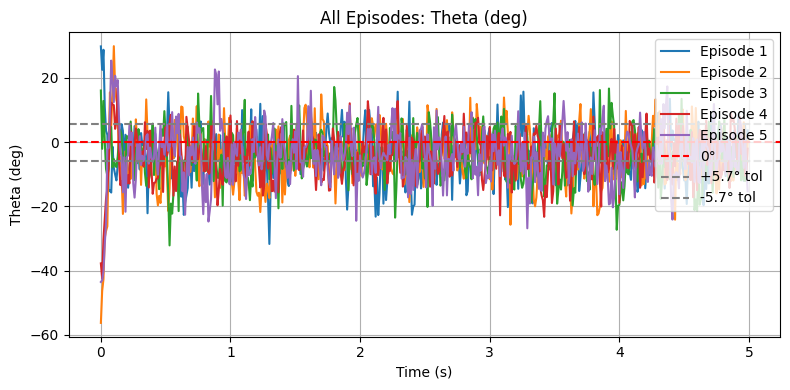 All Episodes: Theta (deg)
Theta (deg)
20
0
−20
−40
−60
0
1
2
3
4
5
Time (s)
Episode 1
Episode 2
Episode 3
Episode 4
Episode 5
0°
+5.7° tol
-5.7° tol